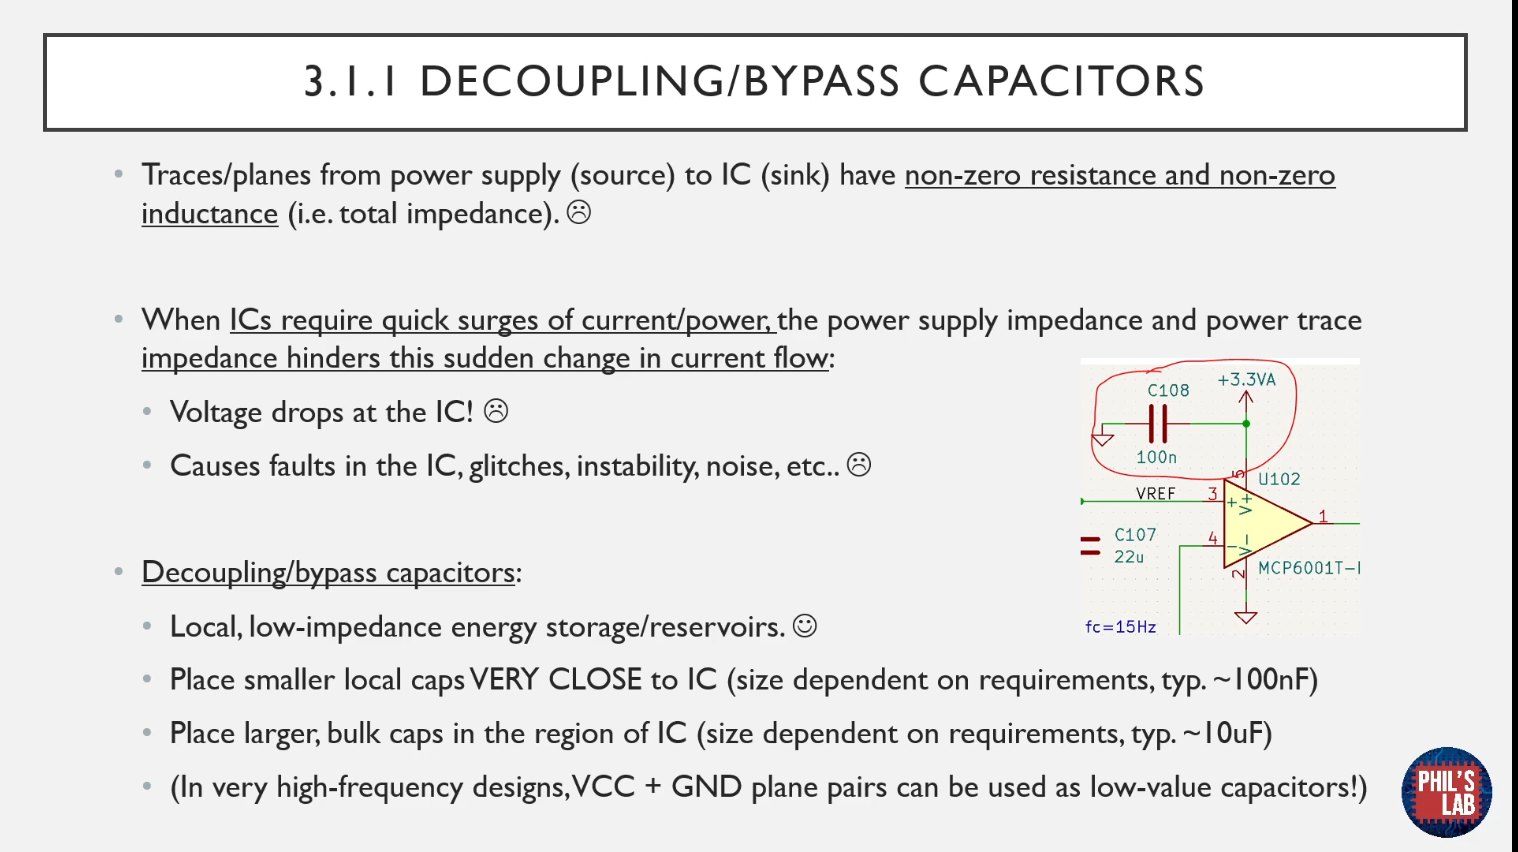 3.1.1 DECOUPLING/BYPASS CAPACITORS
• Traces/planes from power supply (source) to IC (sink) have non-zero resistance and non-zero
inductance (i.e. total impedance). ☹
• When ICs require quick surges of current/power, the power supply impedance and power trace
impedance hinders this sudden change in current flow:
• Voltage drops at the IC! ☹
• Causes faults in the IC, glitches, instability, noise, etc.. ☹
• Decoupling/bypass capacitors:
• Local, low-impedance energy storage/reservoirs. ☺
• Place smaller local caps VERY CLOSE to IC (size dependent on requirements, typ. ~100nF)
• Place larger, bulk caps in the region of IC (size dependent on requirements, typ. ~10uF)
• (In very high-frequency designs, VCC + GND plane pairs can be used as low-value capacitors!)
+3.3VA
C108
100n
5
U102
VREF
3
+
V+
1
C107
22u
4
−
V-
2
MCP6001T-
fc=15Hz
PHIL'S
LAB